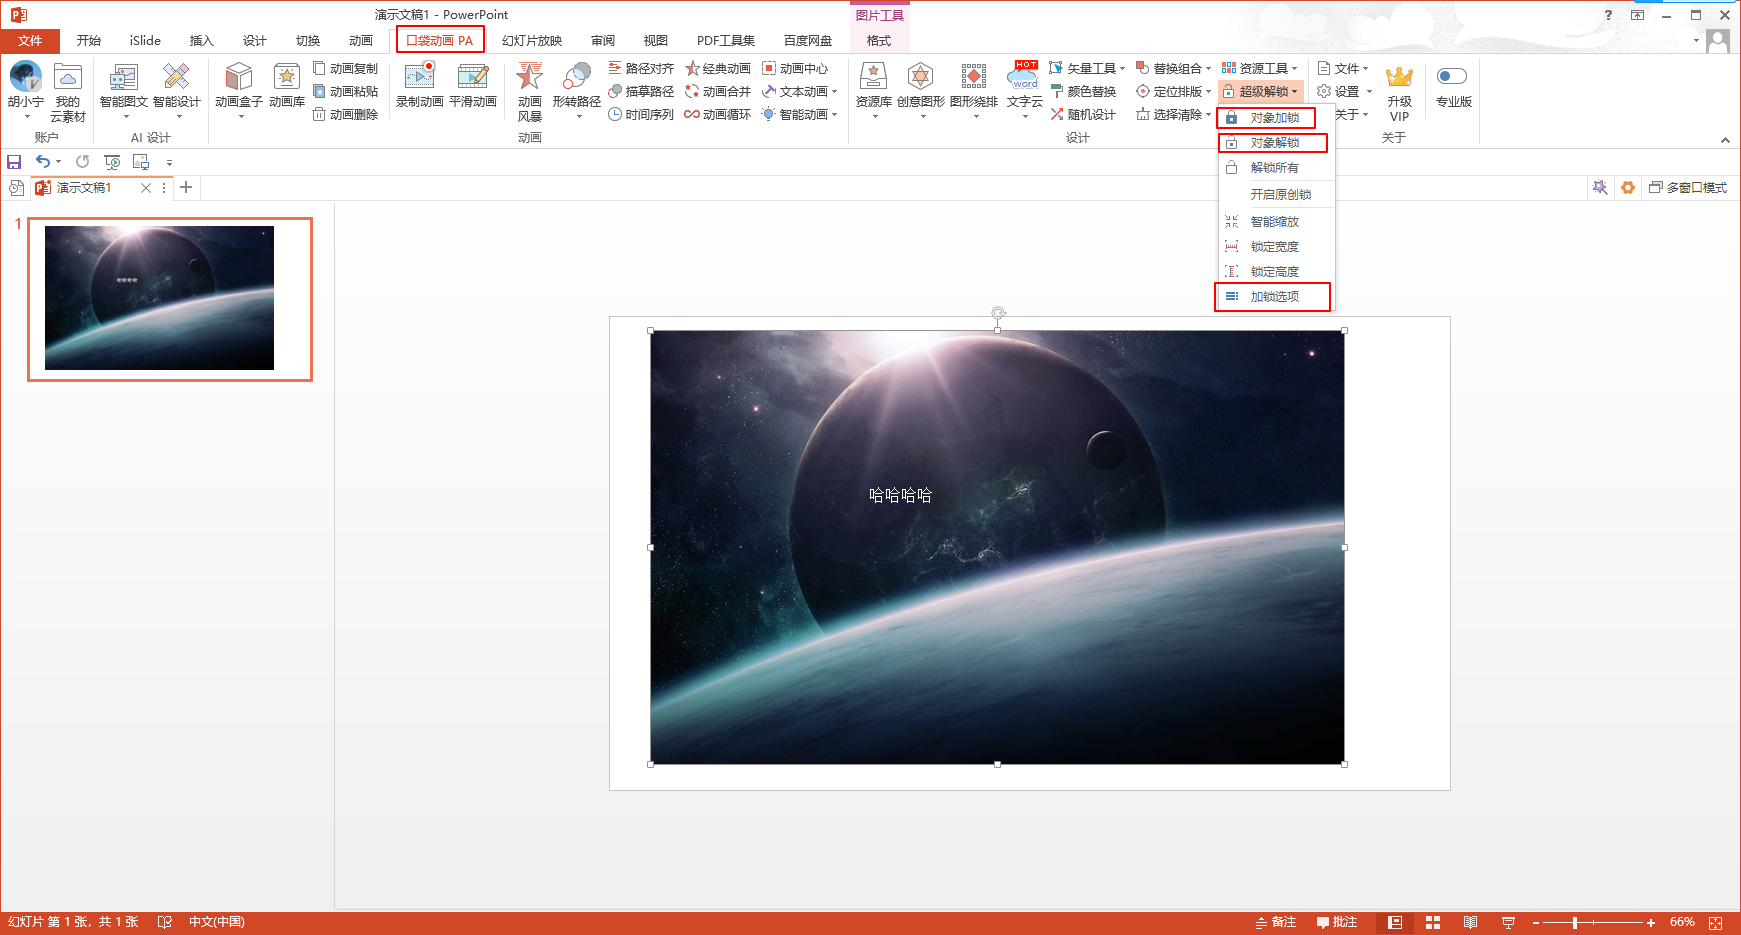 演示文稿1 - PowerPoint
图片工具
?
文件 开始 iSlide 插入 设计 切换 动画 口袋动画 PA 幻灯片放映 审阅 视图 PDF工具集 百度网盘 格式
胡小宁
我的
云素材
账户
智能图文
智能设计
AI 设计
动画盒子
动画库
动画复制
动画粘贴
动画删除
录制动画
平滑动画
动画
风暴
形转路径
路径对齐
描摹路径
时间序列
经典动画
动画合并
动画循环
动画中心
文本动画
智能动画
动画
资源库
创意图形
图形绕排
HOT
word
文字云
矢量工具
颜色替换
随机设计
替换组合
定位排版
选择清除
资源工具
超级解锁
设计
文件
设置
关于
升级
VIP
关于
专业版
对象加锁
对象解锁
解锁所有
开启原创锁
智能缩放
锁定宽度
锁定高度
加锁选项
演示文稿1
多窗口模式
1
哈哈哈哈
哈哈哈哈
幻灯片 第 1 张，共 1 张 中文(中国) 备注 批注 66%